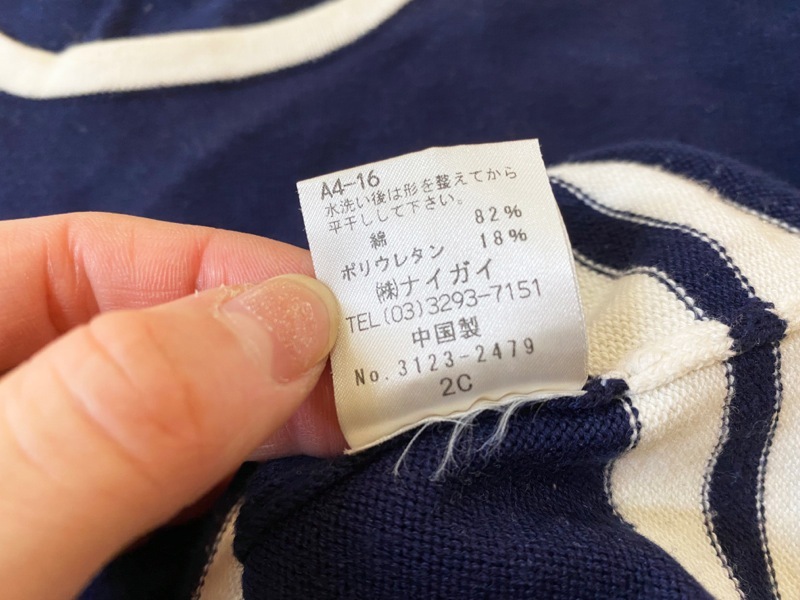 A4-16
水洗い後は形を整えてから
平干しして下さい。
綿 82%
ポリウレタン 18%
㈱ナイガイ
TEL(03)3293-7151
中国製
No.3123-2479
2C